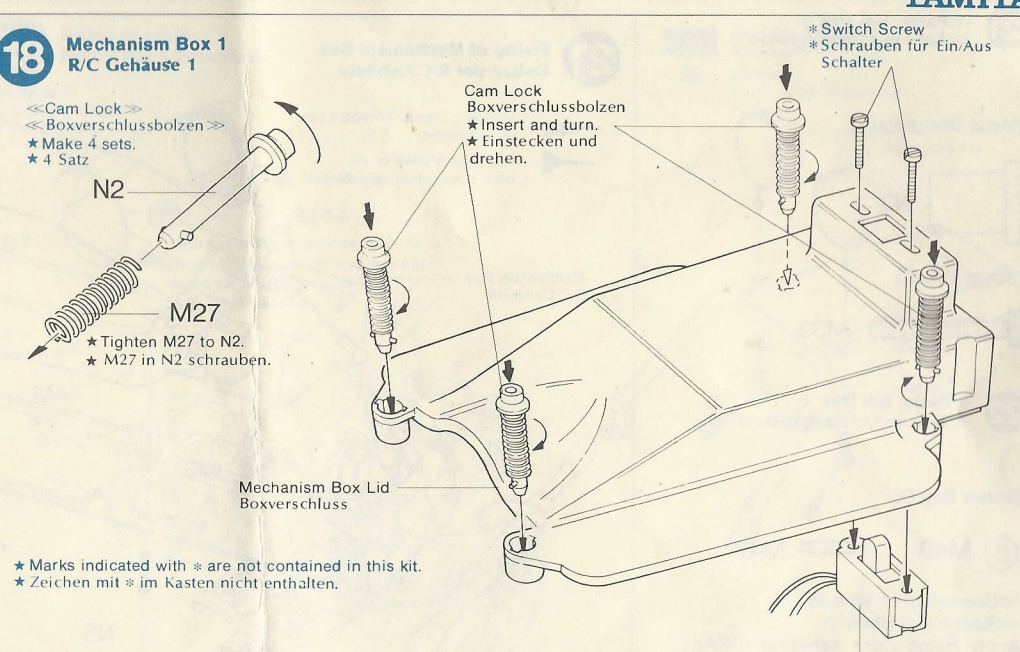 TAMIYA
18
Mechanism Box 1
R/C Gehäuse 1
≪Cam Lock≫
≪Boxverschlussbolzen≫
★ Make 4 sets.
★ 4 Satz
N2
M27
★ Tighten M27 to N2.
★ M27 in N2 schrauben.
Cam Lock
Boxverschlussbolzen
★ Insert and turn.
★ Einstecken und
drehen.
* Switch Screw
* Schrauben für Ein/Aus
Schalter
Mechanism Box Lid
Boxverschluss
★ Marks indicated with * are not contained in this kit.
★ Zeichen mit * im Kasten nicht enthalten.